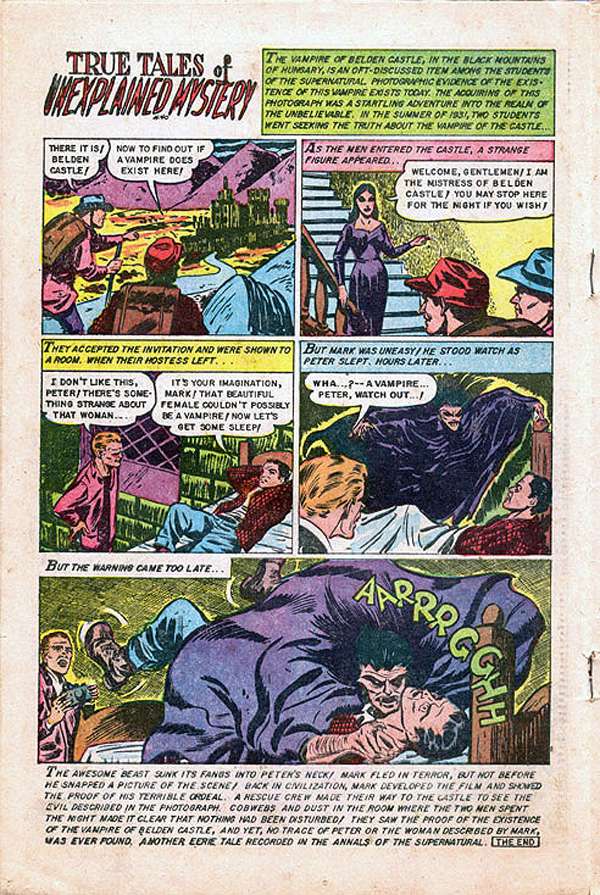 TRUE TALES of
UNEXPLAINED MYSTERY
THE VAMPIRE OF BELDEN CASTLE, IN THE BLACK MOUNTAINS
OF HUNGARY, IS AN OFT-DISCUSSED ITEM AMONG THE STUDENTS
OF THE SUPERNATURAL. PHOTOGRAPHIC EVIDENCE OF THE EXIS-
TENCE OF THIS VAMPIRE EXISTS TODAY. THE ACQUIRING OF THIS
PHOTOGRAPH WAS A STARTLING ADVENTURE INTO THE REALM OF
THE UNBELIEVABLE. IN THE SUMMER OF 1931, TWO STUDENTS
WENT SEEKING THE TRUTH ABOUT THE VAMPIRE OF THE CASTLE...
THERE IT IS!
BELDEN
CASTLE!
NOW TO FIND OUT IF
A VAMPIRE DOES
EXIST HERE!
AS THE MEN ENTERED THE CASTLE, A STRANGE
FIGURE APPEARED...
WELCOME, GENTLEMEN! I AM
THE MISTRESS OF BELDEN
CASTLE! YOU MAY STOP HERE
FOR THE NIGHT IF YOU WISH!
THEY ACCEPTED THE INVITATION AND WERE SHOWN TO
A ROOM. WHEN THEIR HOSTESS LEFT...
I DON'T LIKE THIS,
PETER! THERE'S SOME-
THING STRANGE ABOUT
THAT WOMAN....
IT'S YOUR IMAGINATION,
MARK! THAT BEAUTIFUL
FEMALE COULDN'T POSSIBLY
BE A VAMPIRE! NOW LET'S
GET SOME SLEEP!
BUT MARK WAS UNEASY! HE STOOD WATCH AS
PETER SLEPT. HOURS LATER...
WHA...?-- A VAMPIRE...
PETER, WATCH OUT...!
BUT THE WARNING CAME TOO LATE...
AARRRGGHH
THE AWESOME BEAST SUNK ITS FANGS INTO PETER'S NECK! MARK FLED IN TERROR, BUT NOT BEFORE
HE SNAPPED A PICTURE OF THE SCENE! BACK IN CIVILIZATION, MARK DEVELOPED THE FILM AND SHOWED
THE PROOF OF HIS TERRIBLE ORDEAL. A RESCUE CREW MADE THEIR WAY TO THE CASTLE TO SEE THE
EVIL DESCRIBED IN THE PHOTOGRAPH. COBWEBS AND DUST IN THE ROOM WHERE THE TWO MEN SPENT
THE NIGHT MADE IT CLEAR THAT NOTHING HAD BEEN DISTURBED! THEY SAW THE PROOF OF THE EXISTENCE
OF THE VAMPIRE OF BELDEN CASTLE, AND YET, NO TRACE OF PETER OR THE WOMAN DESCRIBED BY MARK,
WAS EVER FOUND. ANOTHER EERIE TALE RECORDED IN THE ANNALS OF THE SUPERNATURAL. THE END